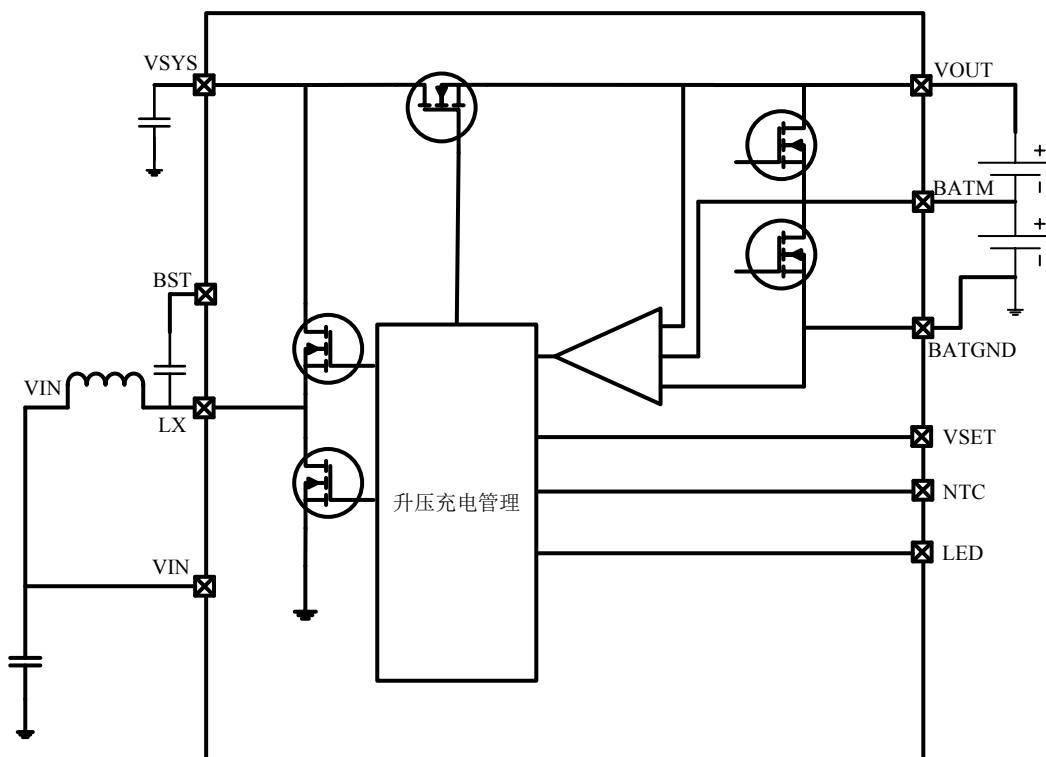 VSYS
VOUT
+
-
BATM
+
-
BST
BATGND
VIN
LX
VSET
升压充电管理
NTC
LED
VIN